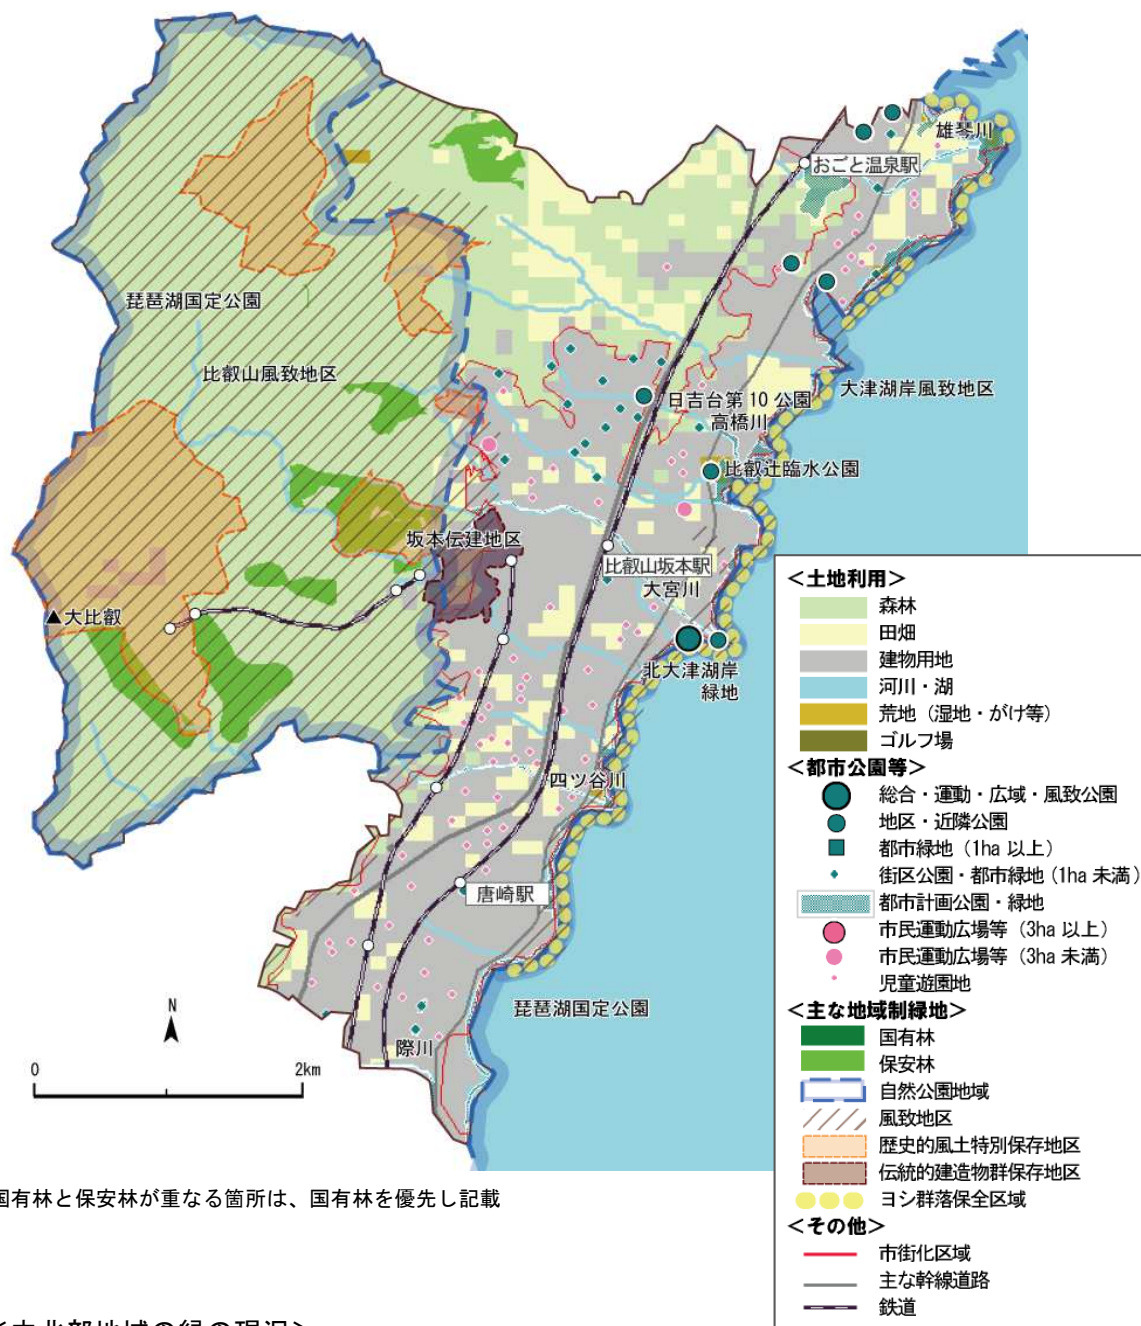 雄琴川
おごと温泉駅
琵琶湖国定公園
比叡山風致地区
大津湖岸風致地区
日吉台第10公園
高橋川
比叡辻臨水公園
坂本伝建地区
比叡山坂本駅
大宮川
▲大比叡
北大津湖岸
緑地
四ツ谷川
唐崎駅
琵琶湖国定公園
際川
N
0 2km
<土地利用>
森林
田畑
建物用地
河川・湖
荒地(湿地・がけ等)
ゴルフ場
<都市公園等>
総合・運動・広域・風致公園
地区・近隣公園
都市緑地(1ha 以上)
街区公園・都市緑地(1ha 未満)
都市計画公園・緑地
市民運動広場等(3ha 以上)
市民運動広場等(3ha 未満)
児童遊園地
<主な地域制緑地>
国有林
保安林
自然公園地域
風致地区
歴史的風土特別保存地区
伝統的建造物群保存地区
ヨシ群落保全区域
<その他>
市街化区域
主な幹線道路
鉄道
国有林と保安林が重なる箇所は、国有林を優先し記載